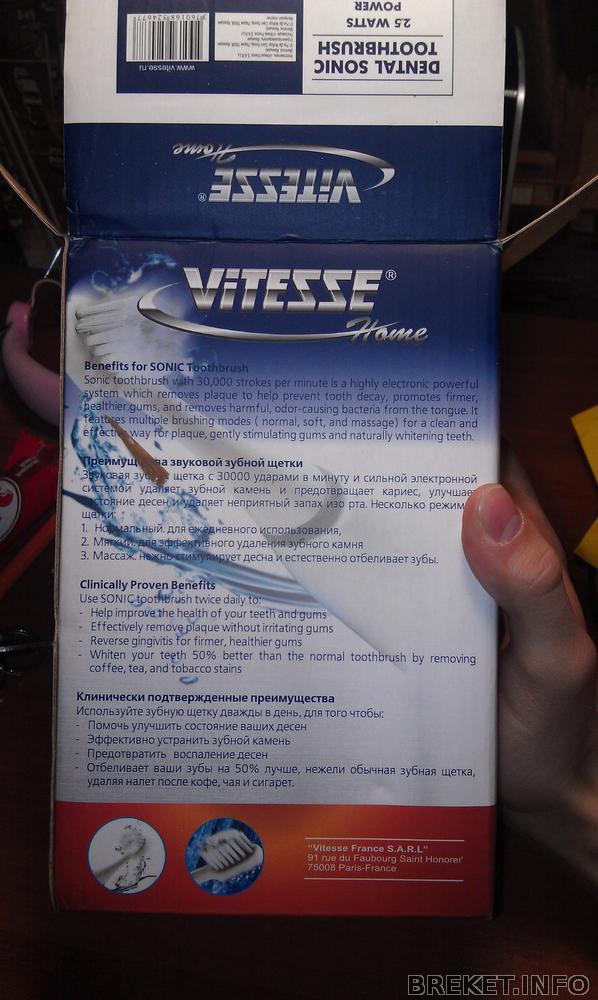 DENTAL SONIC
TOOTHBRUSH
2.5 WATTS
POWER
www.vitesse.ru
ViTESSE®
Home
ViTESSE®
Home
Benefits for SONIC Toothbrush
Sonic toothbrush with 30,000 strokes per minute is a highly electronic powerful
system which removes plaque to help prevent tooth decay, promotes firmer,
healthier gums, and removes harmful, odor-causing bacteria from the tongue. It
features multiple brushing modes ( normal, soft, and massage) for a clean and
effective way for plaque, gently stimulating gums and naturally whitening teeth.
Преимущества звуковой зубной щетки
Звуковая зубная щетка с 30000 ударами в минуту и сильной электронной
системой удаляет зубной камень и предотвращает кариес, улучшает
состояние десен и удаляет неприятный запах изо рта. Несколько режимов
щетки:
1. Нормальный. для ежедневного использования,
2. Мягкий. для эффективного удаления зубного камня
3. Массаж. нежно стимулирует десна и естественно отбеливает зубы.
Clinically Proven Benefits
Use SONIC toothbrush twice daily to:
- Help improve the health of your teeth and gums
- Effectively remove plaque without irritating gums
- Reverse gingivitis for firmer, healthier gums
- Whiten your teeth 50% better than the normal toothbrush by removing
coffee, tea, and tobacco stains
Клинически подтвержденные преимущества
Используйте зубную щетку дважды в день, для того чтобы:
- Помочь улучшить состояние ваших десен
- Эффективно устранить зубной камень
- Предотвратить воспаление десен
- Отбеливает ваши зубы на 50% лучше, нежели обычная зубная щетка,
удаляя налет после кофе, чая и сигарет.
"Vitesse France S.A.R.L"
91 rue du Faubourg Saint Honorer'
75008 Paris-France
BREKET.INFO